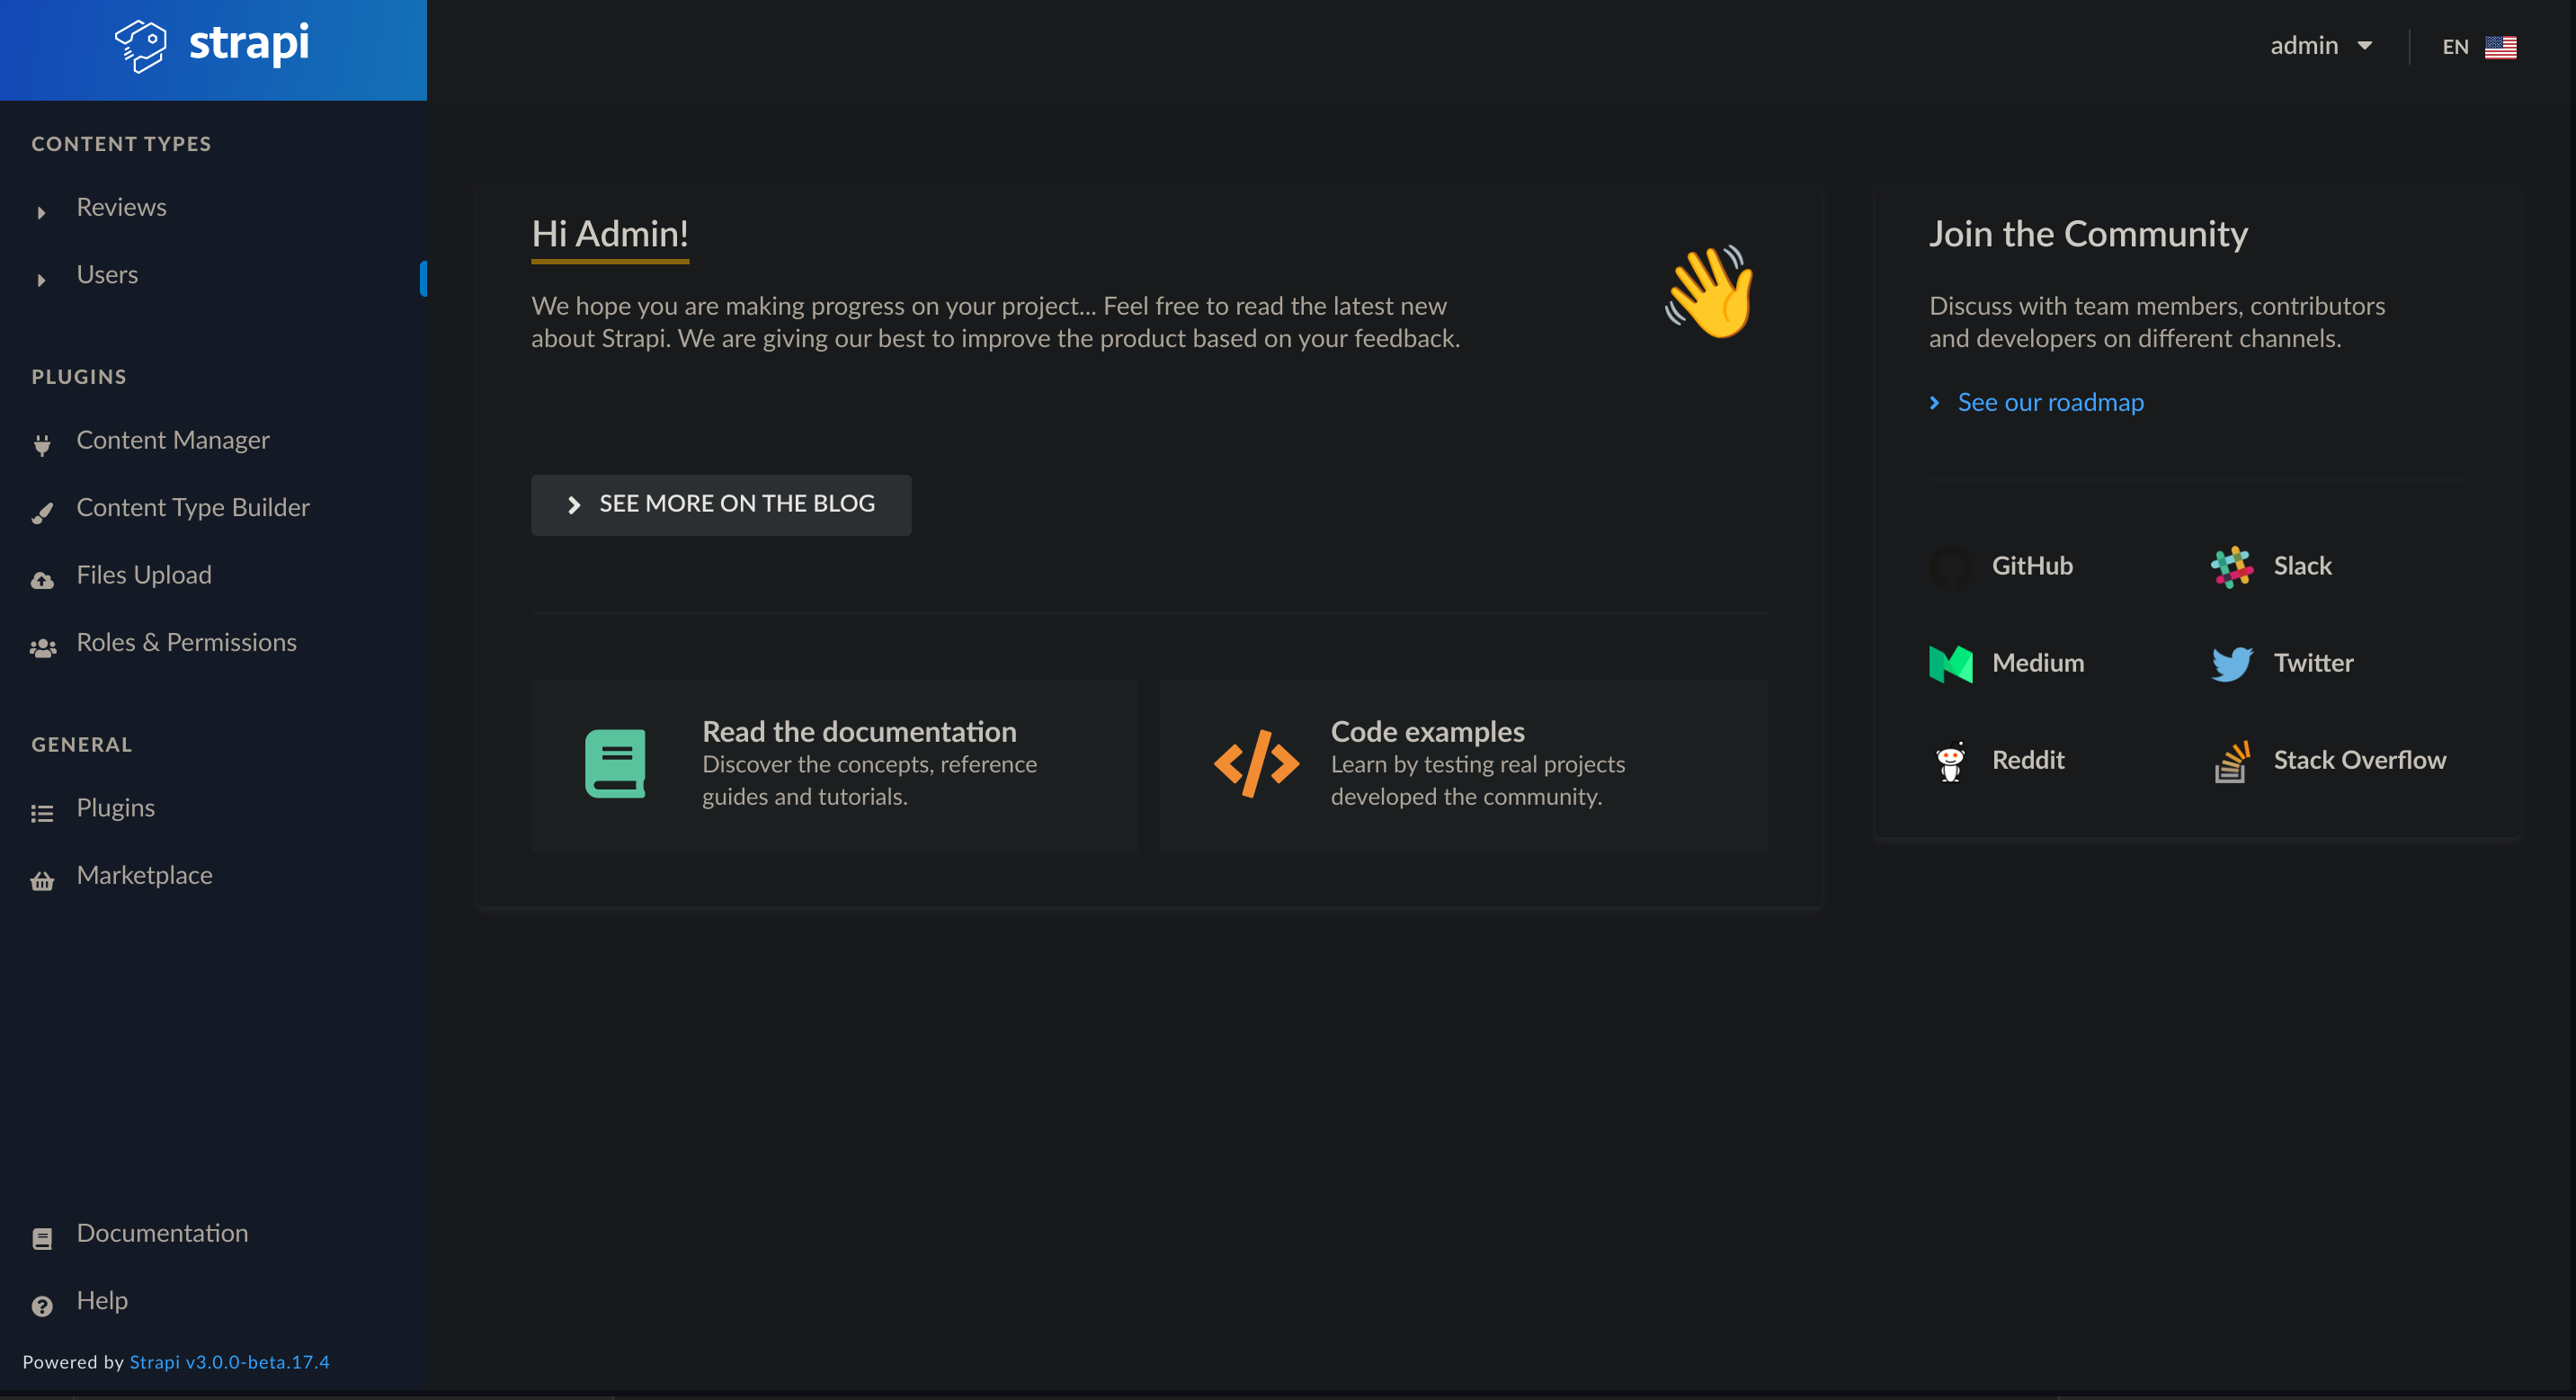 strapi
admin
EN
CONTENT TYPES
Reviews
Users
PLUGINS
Content Manager
Content Type Builder
Files Upload
Roles & Permissions
GENERAL
Plugins
Marketplace
Documentation
Help
Powered by Strapi v3.0.0-beta.17.4
Hi Admin!
We hope you are making progress on your project... Feel free to read the latest new
about Strapi. We are giving our best to improve the product based on your feedback.
SEE MORE ON THE BLOG
Read the documentation
Discover the concepts, reference
guides and tutorials.
Code examples
Learn by testing real projects
developed the community.
Join the Community
Discuss with team members, contributors
and developers on different channels.
See our roadmap
GitHub
Slack
Medium
Twitter
Reddit
Stack Overflow